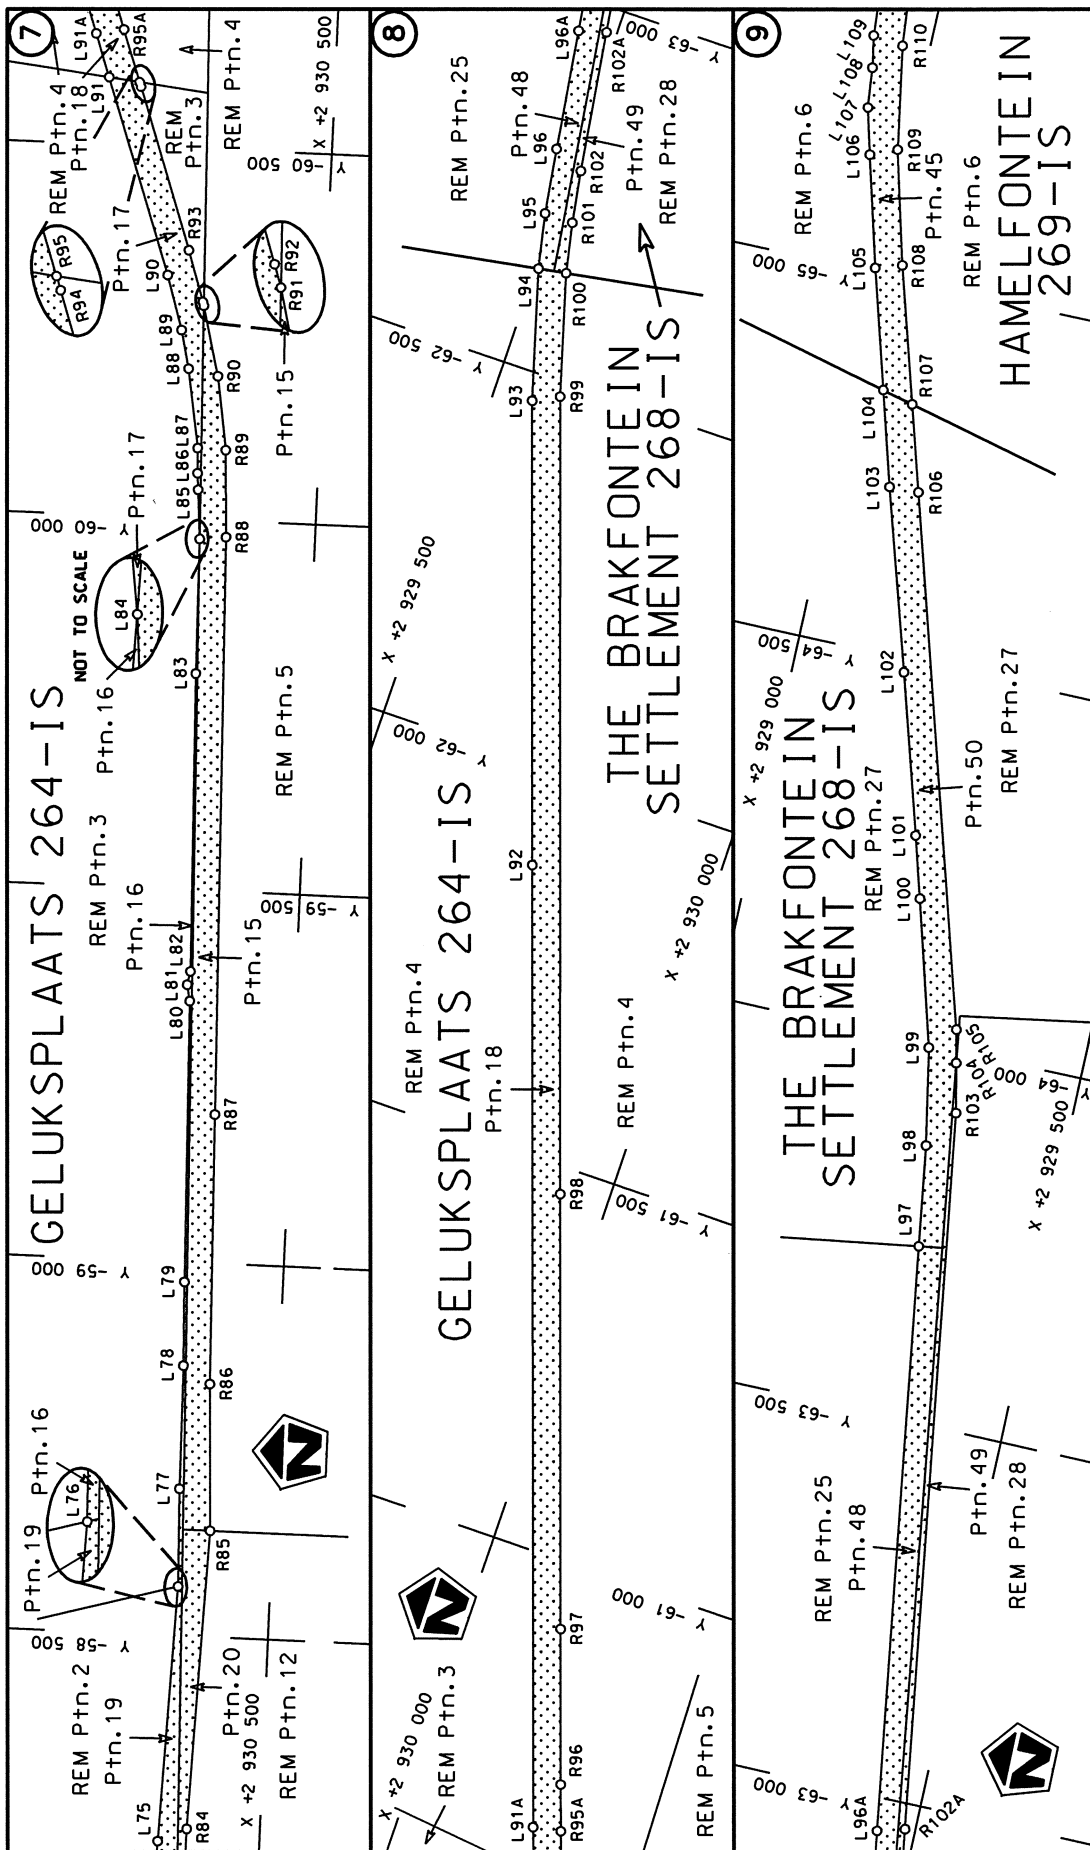 7
GELUKSPLAATS 264-IS
L75
R84
REM Ptn.2
Ptn.19
Y -58 500
Ptn.20
X +2 930 500
REM Ptn.12
Ptn.19
Ptn.16
L76
L77
R85
L78
R86
L79
Y -59 000
R87
L80
L81
L82
Ptn.16
REM Ptn.3
Ptn.15
Y -59 500
Ptn.16
L83
REM Ptn.5
NOT TO SCALE
L84
Ptn.17
Y -60 000
R88
L85
L86
L87
R89
L88
R90
L89
L90
Ptn.15
R91
R92
R93
Ptn.17
R94
R95
REM Ptn.4
Ptn.18
L91
L91A
R95A
REM
Ptn.3
REM Ptn.4
Y -60 500
X +2 930 500
N
8
L91A
R95A
X +2 930 000
REM Ptn.3
R96
REM Ptn.5
R97
Y -61 000
N
GELUKSPLAATS 264-IS
REM Ptn.4
Ptn.18
REM Ptn.4
R98
Y -61 500
L92
X +2 930 000
Y -62 000
X +2 929 500
THE BRAKFONTEIN
SETTLEMENT 268-IS
L93
R99
Y -62 500
L94
R100
L95
R101
L96
R102
REM Ptn.25
Ptn.48
Ptn.49
REM Ptn.28
L96A
R102A
Y -63 000
9
L96A
R102A
Y -63 000
N
REM Ptn.25
Ptn.48
Ptn.49
REM Ptn.28
Y -63 500
L97
L98
L99
R103
R104
R105
Y -64 000
X +2 929 500
THE BRAKFONTEIN
SETTLEMENT 268-IS
L100
L101
REM Ptn.27
Ptn.50
REM Ptn.27
X +2 929 000
Y -64 500
L102
L103
R106
L104
R107
L105
R108
Y -65 000
REM Ptn.6
Ptn.45
REM Ptn.6
L106
L107
L108
L109
R109
R110
HAMELFONTEIN
269-IS